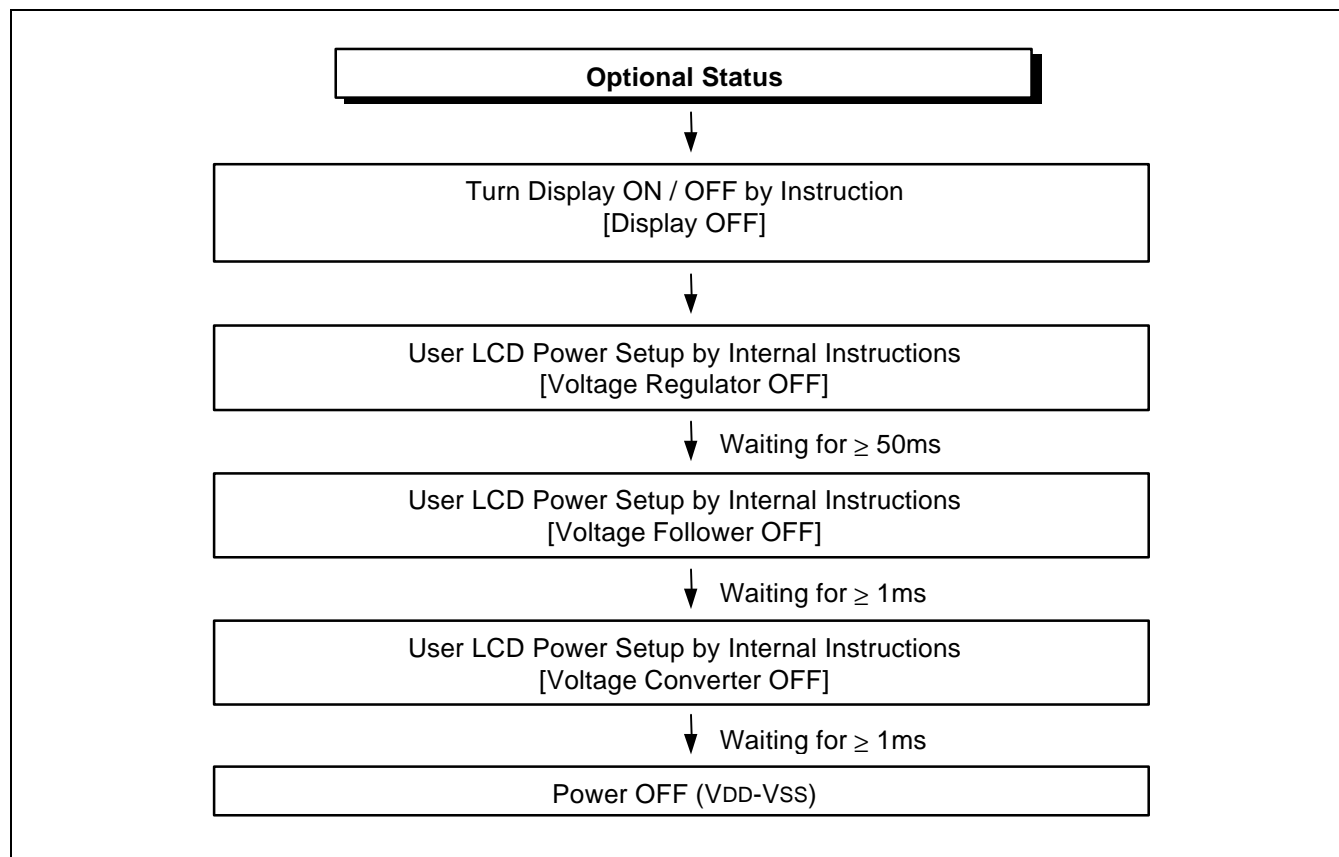 Optional Status
Turn Display ON / OFF by Instruction
[Display OFF]
User LCD Power Setup by Internal Instructions
[Voltage Regulator OFF]
Waiting for ≥ 50ms
User LCD Power Setup by Internal Instructions
[Voltage Follower OFF]
Waiting for ≥ 1ms
User LCD Power Setup by Internal Instructions
[Voltage Converter OFF]
Waiting for ≥ 1ms
Power OFF (VDD-VSS)